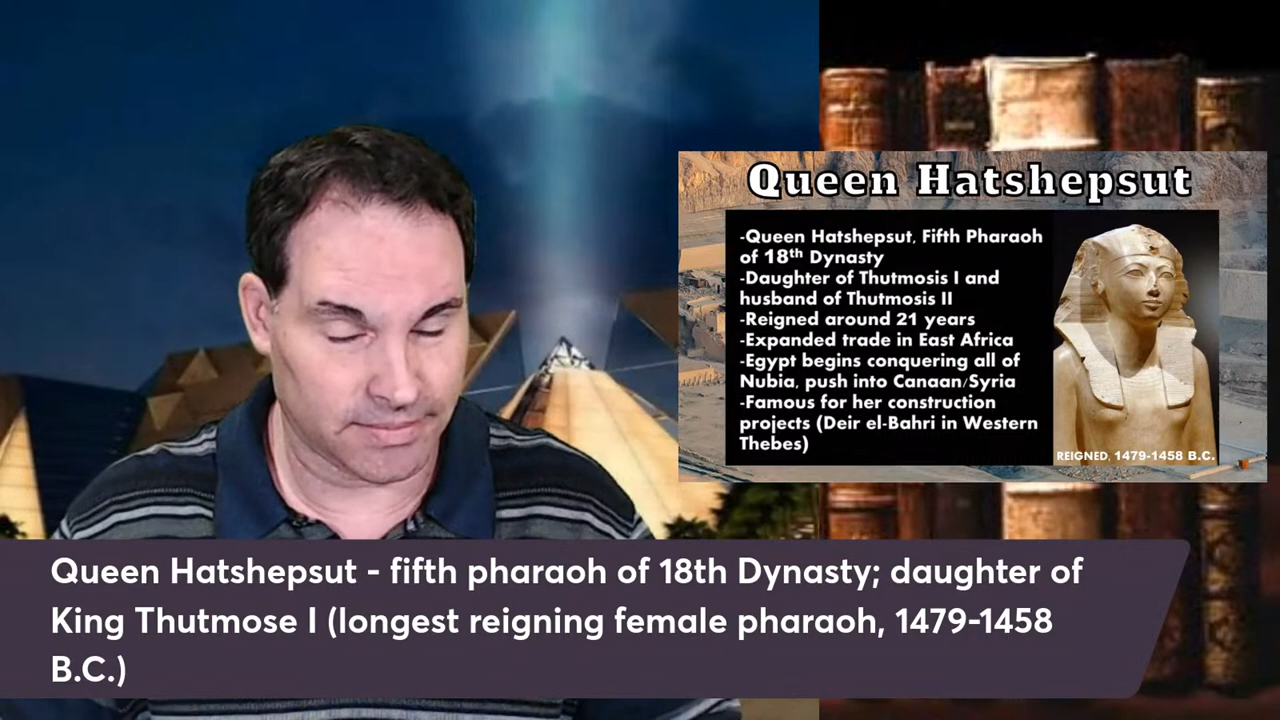 Queen Hatshepsut
-Queen Hatshepsut, Fifth Pharaoh
of 18th Dynasty
-Daughter of Thutmosis I and
husband of Thutmosis II
-Reigned around 21 years
-Expanded trade in East Africa
-Egypt begins conquering all of
Nubia, push into Canaan/Syria
-Famous for her construction
projects (Deir el-Bahri in Western
Thebes)
REIGNED, 1479-1458 B.C.
Queen Hatshepsut - fifth pharaoh of 18th Dynasty; daughter of
King Thutmose I (longest reigning female pharaoh, 1479-1458
B.C.)